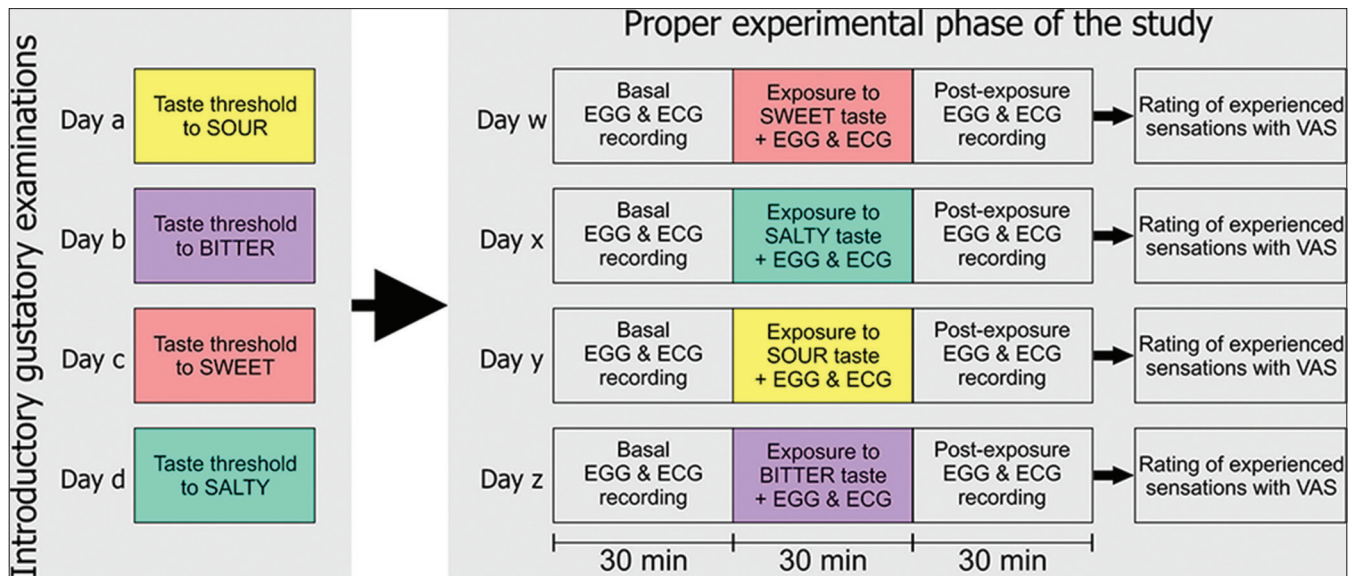 Introductory gustatory examinations
Day a
Taste threshold
to SOUR
Day b
Taste threshold
to BITTER
Day c
Taste threshold
to SWEET
Day d
Taste threshold
to SALTY
Proper experimental phase of the study
Day w
Basal
EGG & ECG
recording
Exposure to
SWEET taste
+ EGG & ECG
Post-exposure
EGG & ECG
recording
Rating of experienced
sensations with VAS
Day x
Basal
EGG & ECG
recording
Exposure to
SALTY taste
+ EGG & ECG
Post-exposure
EGG & ECG
recording
Rating of experienced
sensations with VAS
Day y
Basal
EGG & ECG
recording
Exposure to
SOUR taste
+ EGG & ECG
Post-exposure
EGG & ECG
recording
Rating of experienced
sensations with VAS
Day z
Basal
EGG & ECG
recording
Exposure to
BITTER taste
+ EGG & ECG
Post-exposure
EGG & ECG
recording
Rating of experienced
sensations with VAS
30 min
30 min
30 min